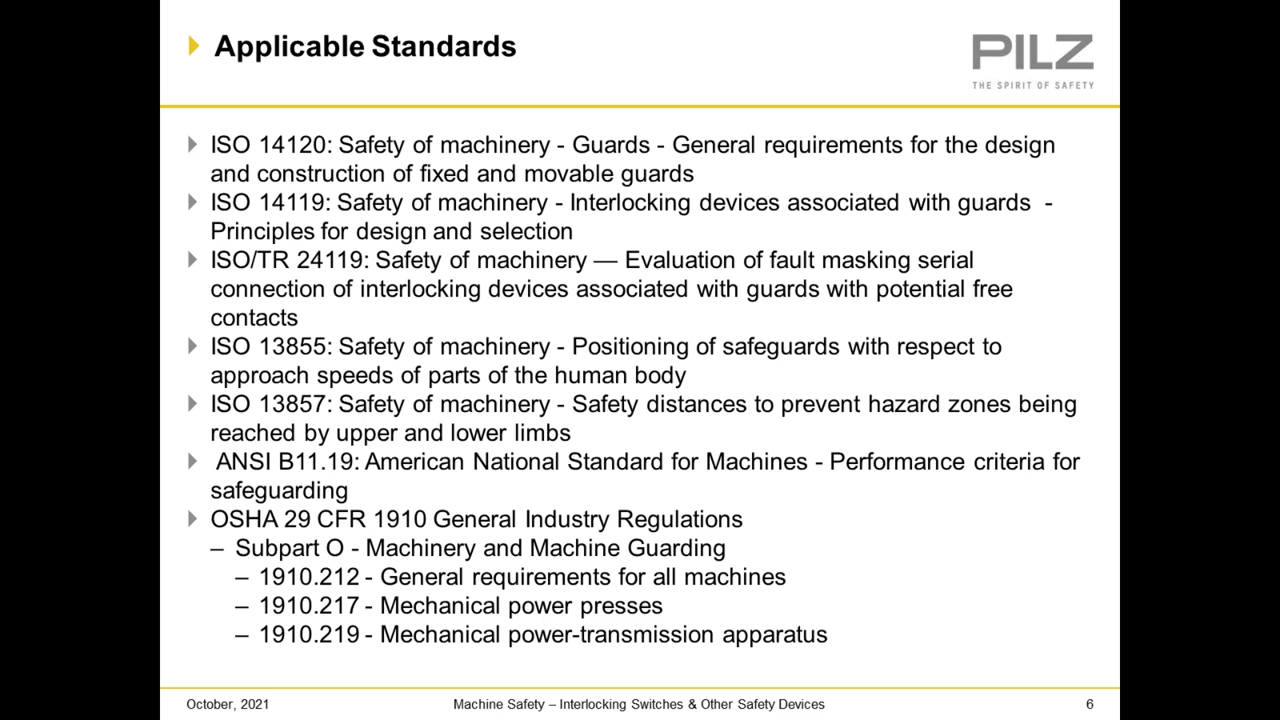 Applicable Standards
PILZ
THE SPIRIT OF SAFETY
ISO 14120: Safety of machinery - Guards - General requirements for the design
and construction of fixed and movable guards
ISO 14119: Safety of machinery - Interlocking devices associated with guards -
Principles for design and selection
ISO/TR 24119: Safety of machinery — Evaluation of fault masking serial
connection of interlocking devices associated with guards with potential free
contacts
ISO 13855: Safety of machinery - Positioning of safeguards with respect to
approach speeds of parts of the human body
ISO 13857: Safety of machinery - Safety distances to prevent hazard zones being
reached by upper and lower limbs
ANSI B11.19: American National Standard for Machines - Performance criteria for
safeguarding
OSHA 29 CFR 1910 General Industry Regulations
– Subpart O - Machinery and Machine Guarding
– 1910.212 - General requirements for all machines
– 1910.217 - Mechanical power presses
– 1910.219 - Mechanical power-transmission apparatus
October, 2021
Machine Safety – Interlocking Switches & Other Safety Devices
6